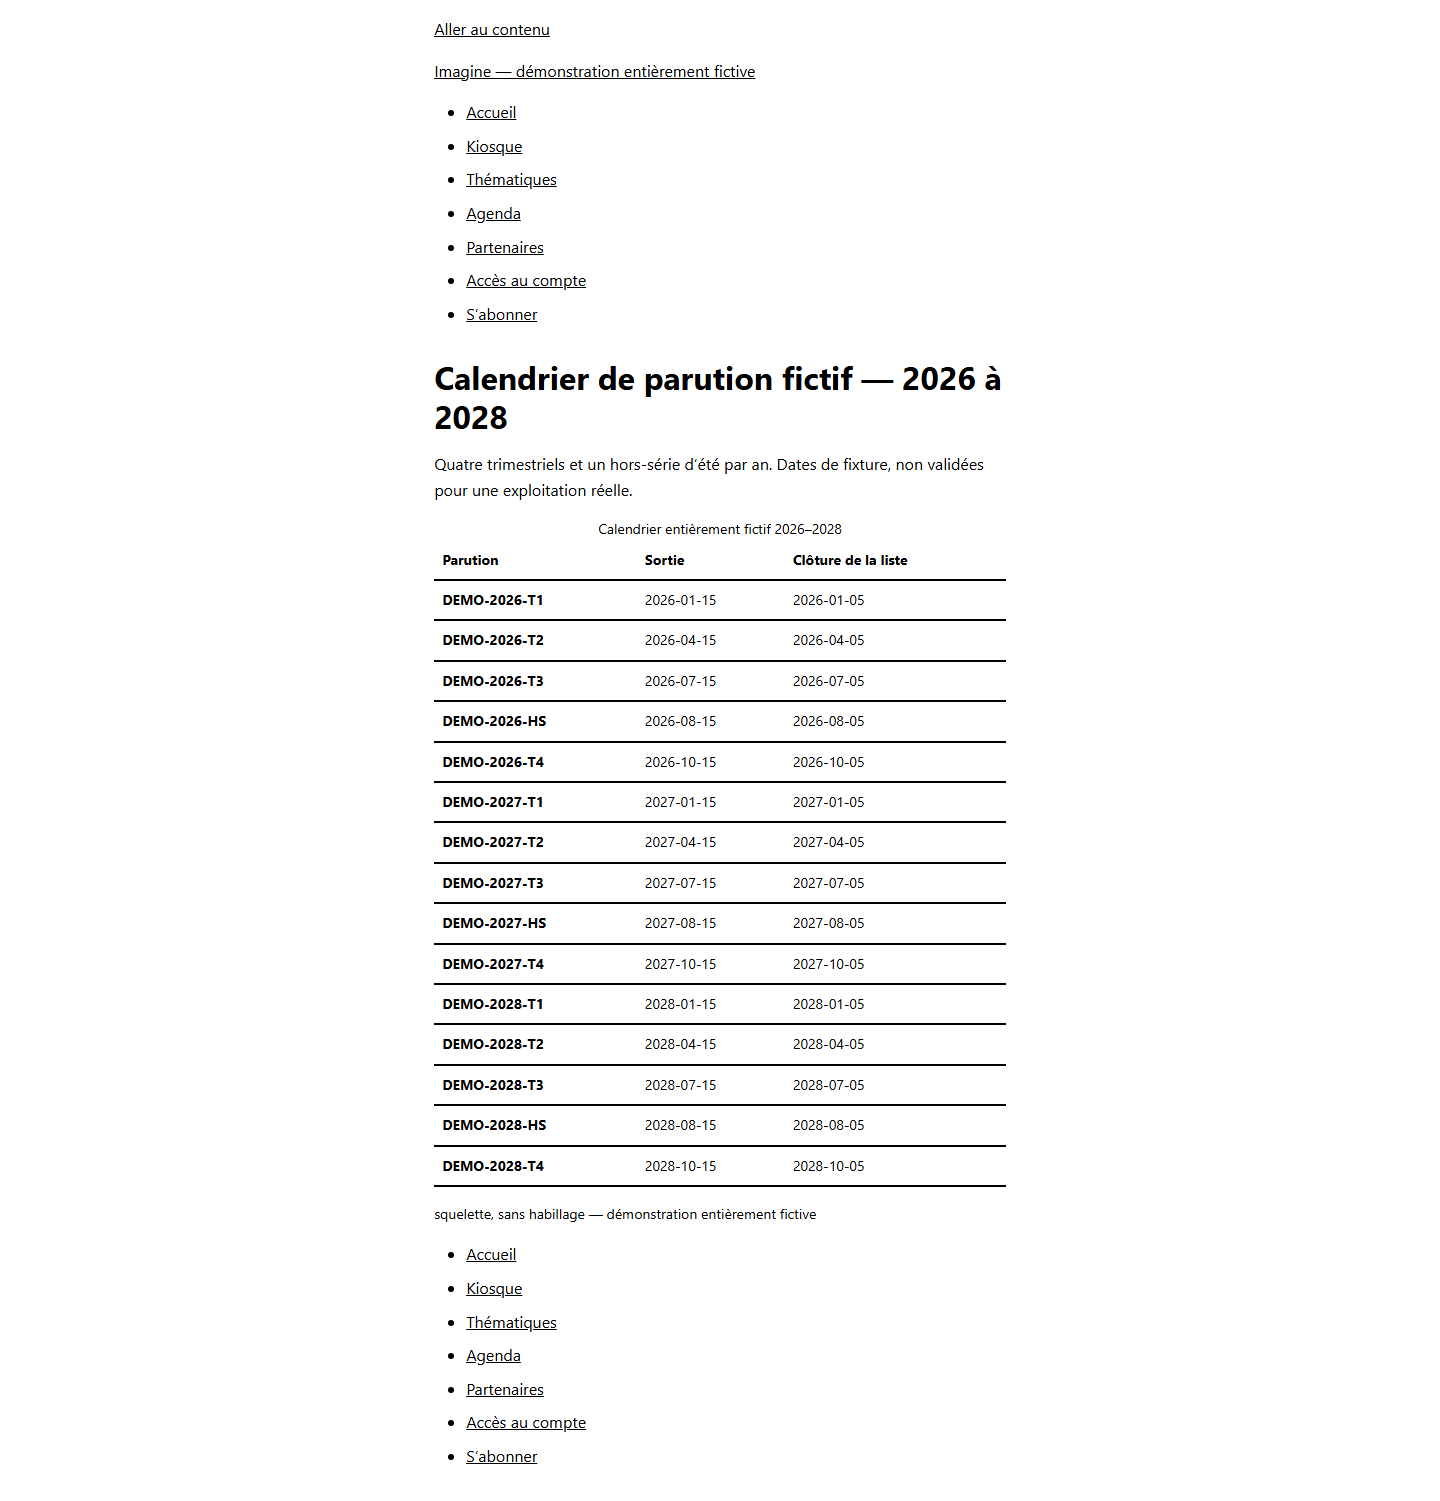 Aller au contenu
Imagine — démonstration entièrement fictive
Accueil
Kiosque
Thématiques
Agenda
Partenaires
Accès au compte
S'abonner
Calendrier de parution fictif — 2026 à
2028
Quatre trimestriels et un hors-série d'été par an. Dates de fixture, non validées
pour une exploitation réelle.
Calendrier entièrement fictif 2026–2028
Parution Sortie Clôture de la liste
DEMO-2026-T1 2026-01-15 2026-01-05
DEMO-2026-T2 2026-04-15 2026-04-05
DEMO-2026-T3 2026-07-15 2026-07-05
DEMO-2026-HS 2026-08-15 2026-08-05
DEMO-2026-T4 2026-10-15 2026-10-05
DEMO-2027-T1 2027-01-15 2027-01-05
DEMO-2027-T2 2027-04-15 2027-04-05
DEMO-2027-T3 2027-07-15 2027-07-05
DEMO-2027-HS 2027-08-15 2027-08-05
DEMO-2027-T4 2027-10-15 2027-10-05
DEMO-2028-T1 2028-01-15 2028-01-05
DEMO-2028-T2 2028-04-15 2028-04-05
DEMO-2028-T3 2028-07-15 2028-07-05
DEMO-2028-HS 2028-08-15 2028-08-05
DEMO-2028-T4 2028-10-15 2028-10-05
squelette, sans habillage — démonstration entièrement fictive
Accueil
Kiosque
Thématiques
Agenda
Partenaires
Accès au compte
S'abonner